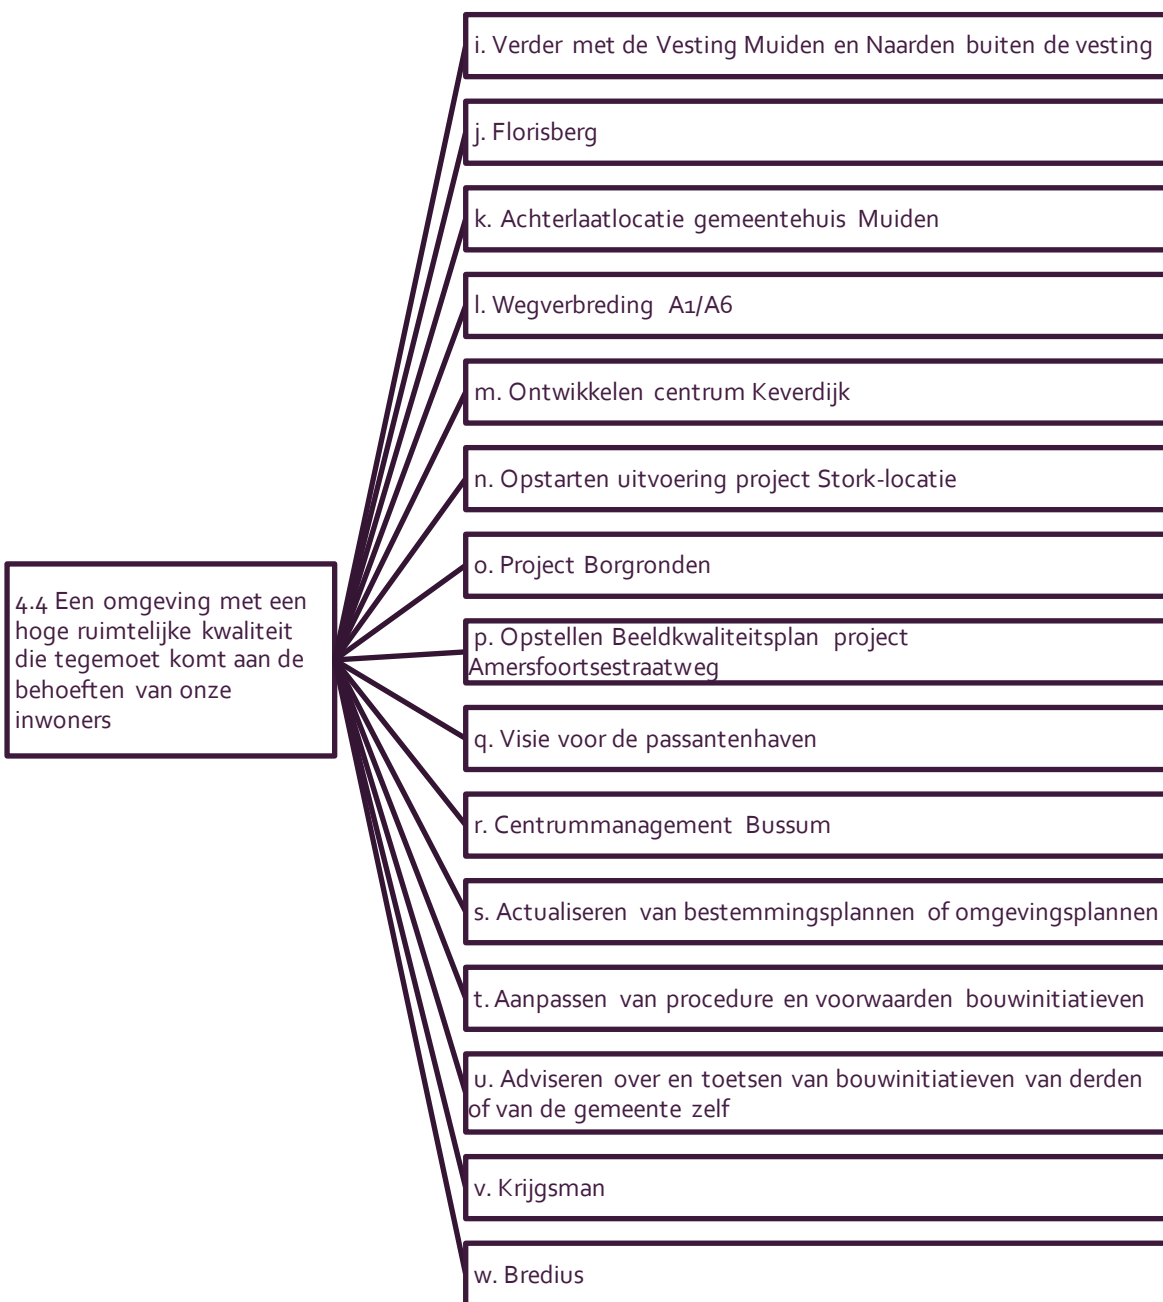 i. Verder met de Vesting Muiden en Naarden buiten de vesting
j. Florisberg
k. Achterlaatlocatie gemeentehuis Muiden
l. Wegverbreding A1/A6
m. Ontwikkelen centrum Keverdijk
n. Opstarten uitvoering project Stork-locatie
o. Project Borgronden
4.4 Een omgeving met een
hoge ruimtelijke kwaliteit
die tegemoet komt aan de
behoeften van onze
inwoners
p. Opstellen Beeldkwaliteitsplan project
Amersfoortsestraatweg
q. Visie voor de passantenhaven
r. Centrummanagement Bussum
s. Actualiseren van bestemmingsplannen of omgevingsplannen
t. Aanpassen van procedure en voorwaarden bouwinitiatieven
u. Adviseren over en toetsen van bouwinitiatieven van derden
of van de gemeente zelf
v. Krijgsman
w. Bredius